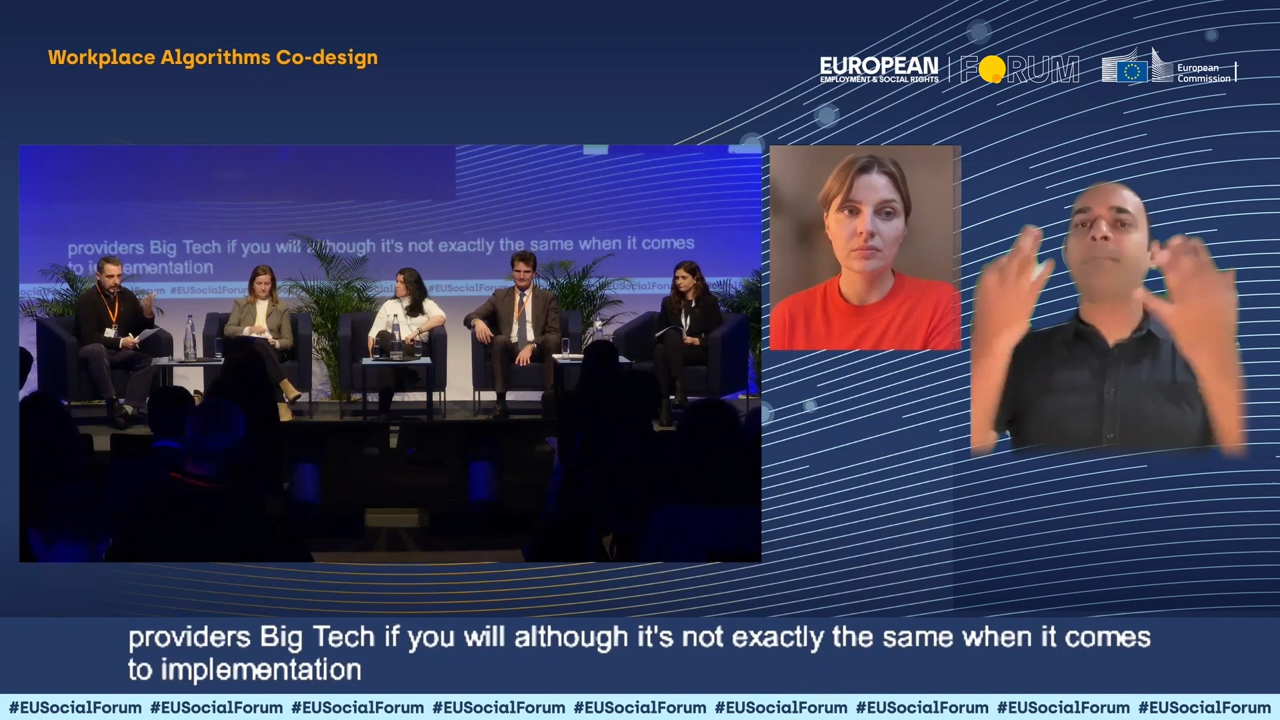 Workplace Algorithms Co-design
EUROPEAN
EMPLOYMENT & SOCIAL RIGHTS
FORUM
European
Commission
providers Big Tech if you will although it's not exactly the same when it comes
to implementation
#EUSocialForum #EUSocialForum
providers Big Tech if you will although it's not exactly the same when it comes
to implementation
#EUSocialForum #EUSocialForum #EUSocialForum #EUSocialForum #EUSocialForum #EUSocialForum #EUSocialForum #EUSocialForum #EUSocialForum